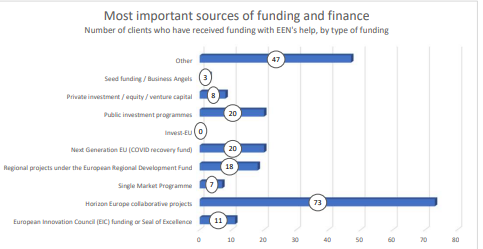 Most important sources of funding and finance
Number of clients who have received funding with EEN's help, by type of funding
Other 47
Seed funding / Business Angels 3
Private investment / equity / venture capital 8
Public investment programmes 20
Invest-EU 0
Next Generation EU (COVID recovery fund) 20
Regional projects under the European Regional Development Fund 18
Single Market Programme 7
Horizon Europe collaborative projects 73
European Innovation Council (EIC) funding or Seal of Excellence 11
0 10 20 30 40 50 60 70 80